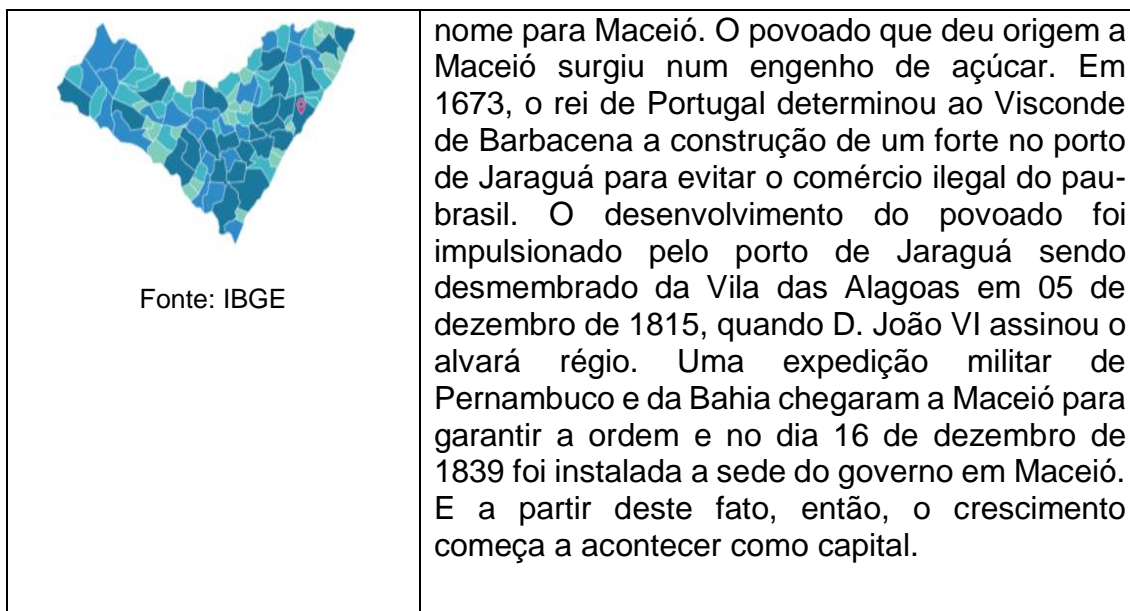 nome para Maceió. O povoado que deu origem a
Maceió surgiu num engenho de açúcar. Em
1673, o rei de Portugal determinou ao Visconde
de Barbacena a construção de um forte no porto
de Jaraguá para evitar o comércio ilegal do pau-
brasil. O desenvolvimento do povoado foi
impulsionado pelo porto de Jaraguá sendo
desmembrado da Vila das Alagoas em 05 de
dezembro de 1815, quando D. João VI assinou o
alvará régio. Uma expedição militar de
Pernambuco e da Bahia chegaram a Maceió para
garantir a ordem e no dia 16 de dezembro de
1839 foi instalada a sede do governo em Maceió.
E a partir deste fato, então, o crescimento
começa a acontecer como capital.
Fonte: IBGE